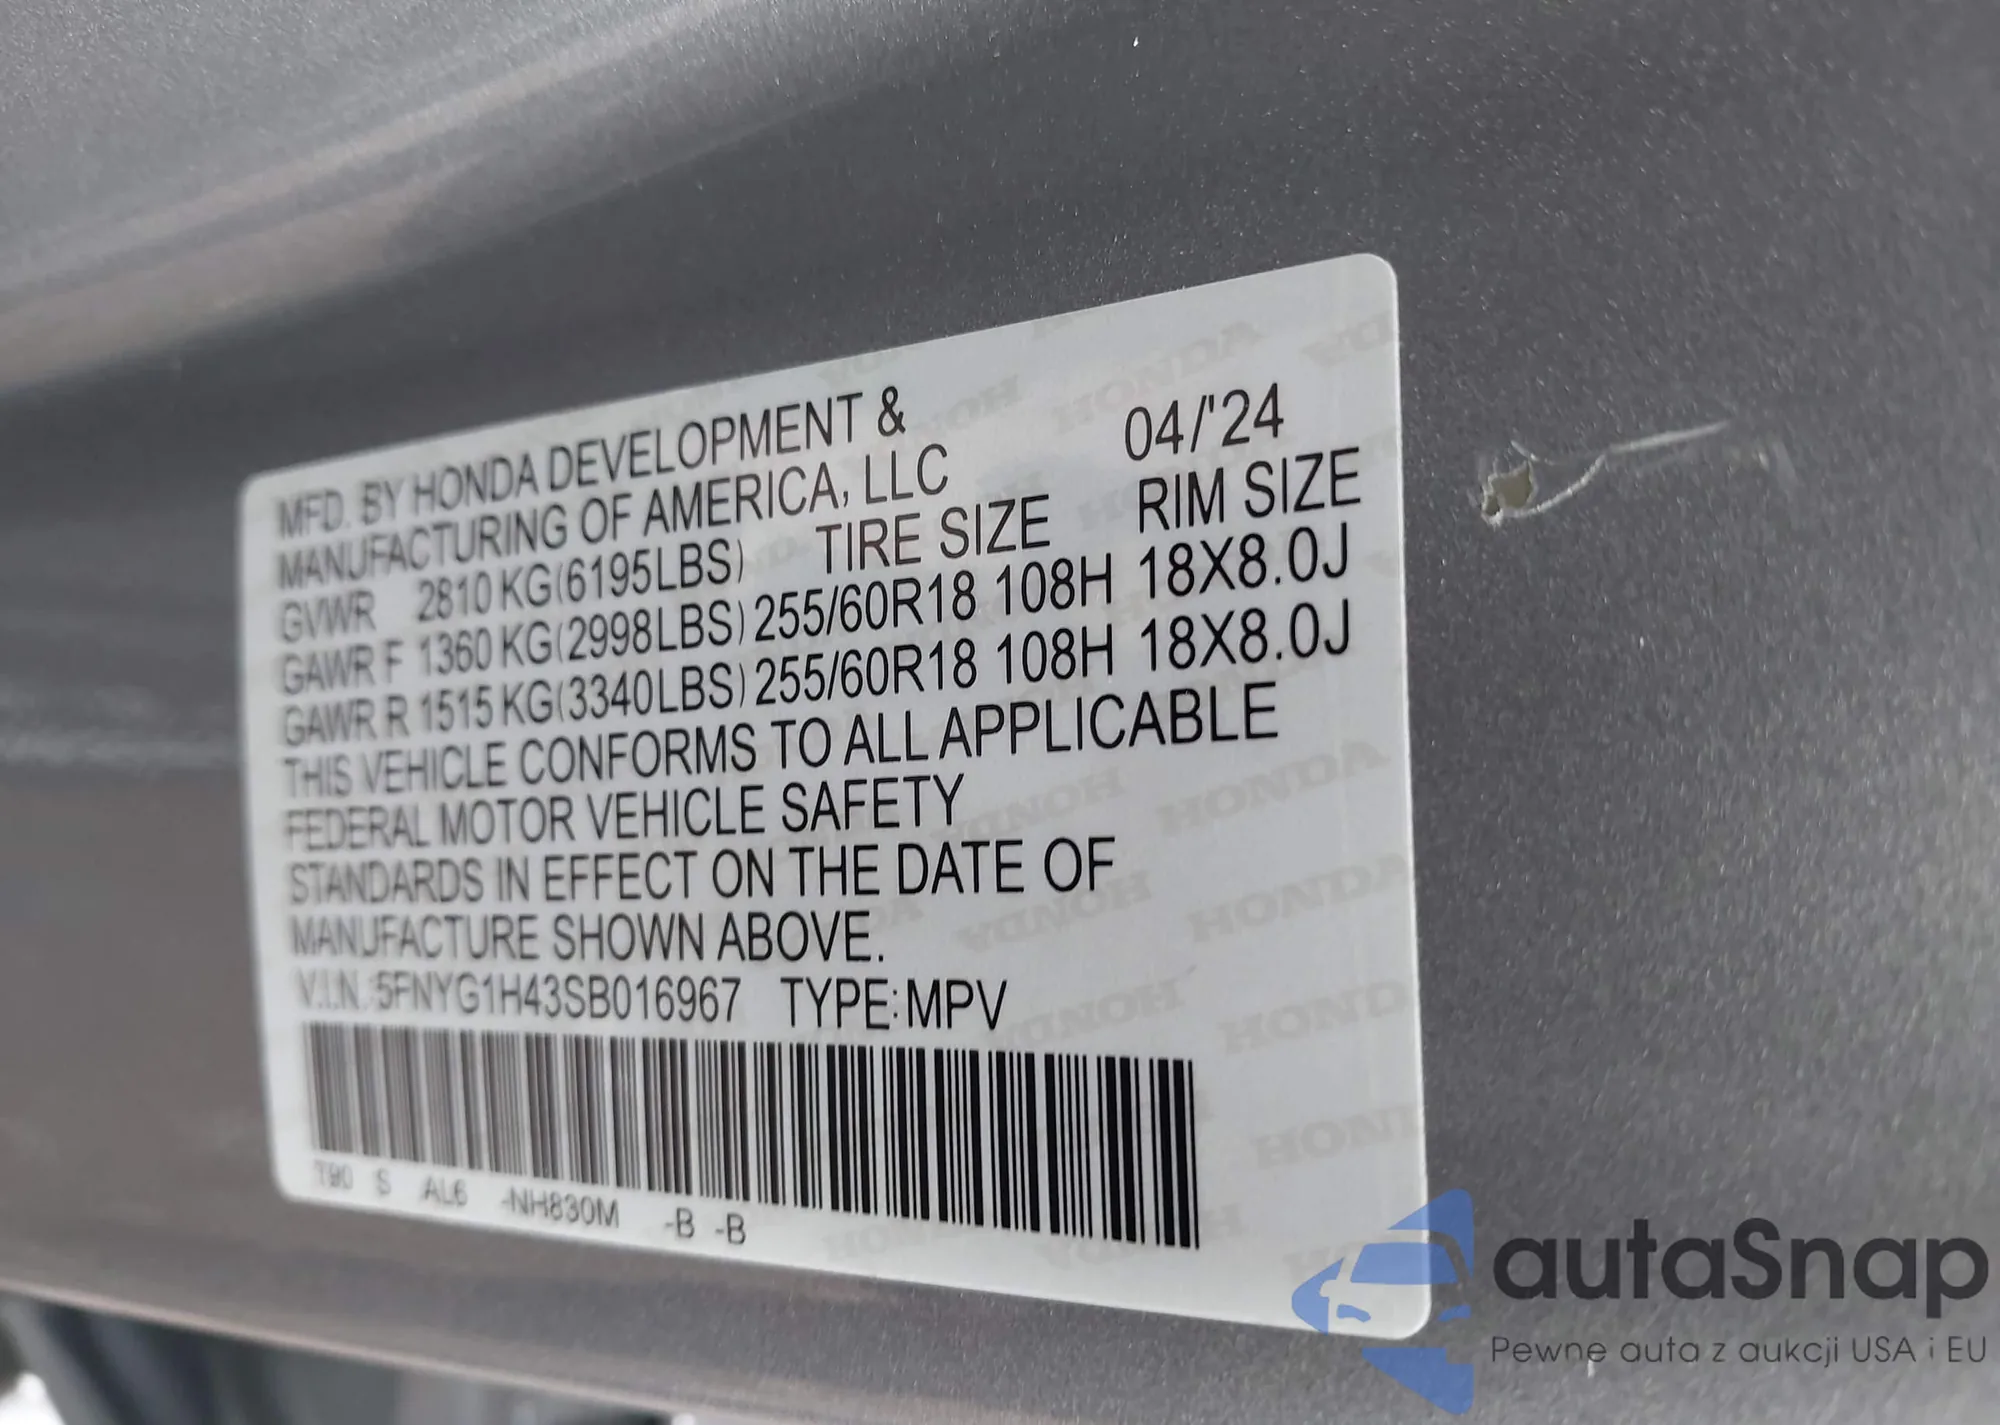 MFD. BY HONDA DEVELOPMENT &
MANUFACTURING OF AMERICA, LLC 04/'24
GVWR 2810 KG(6195LBS) TIRE SIZE RIM SIZE
GAWR F 1360 KG(2998LBS) 255/60R18 108H 18X8.0J
GAWR R 1515 KG(3340LBS) 255/60R18 108H 18X8.0J
THIS VEHICLE CONFORMS TO ALL APPLICABLE
FEDERAL MOTOR VEHICLE SAFETY
STANDARDS IN EFFECT ON THE DATE OF
MANUFACTURE SHOWN ABOVE.
V.I.N.:5FNYG1H43SB016967 TYPE:MPV
T90 S AL6 -NH830M -B -B
autaSnap
Pewne auta z aukcji USA i EU